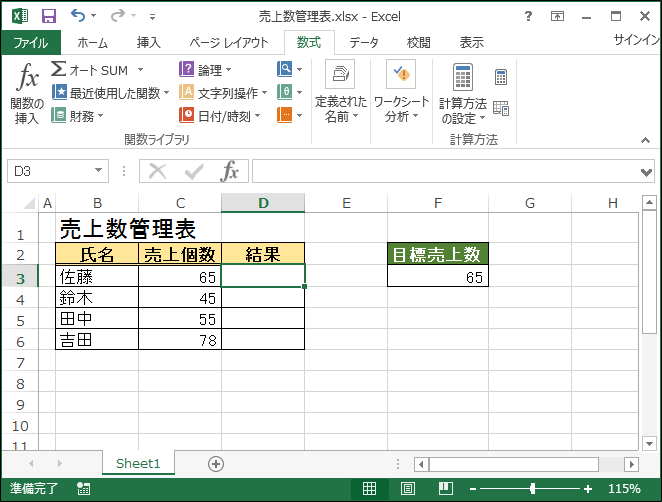 売上数管理表.xlsx - Excel
ファイル ホーム 挿入 ページ レイアウト 数式 データ 校閲 表示 サインイン
fx Σ オート SUM 論理
最近使用した関数 文字列操作
関数の挿入 財務 日付/時刻 定義された名前 ワークシート分析 計算方法の設定
関数ライブラリ 計算方法
D3 fx
A B C D E F G H
1 売上数管理表
2 氏名 売上個数 結果 目標売上数
3 佐藤 65 65
4 鈴木 45
5 田中 55
6 吉田 78
7
8
9
10
11
Sheet1
準備完了 115%